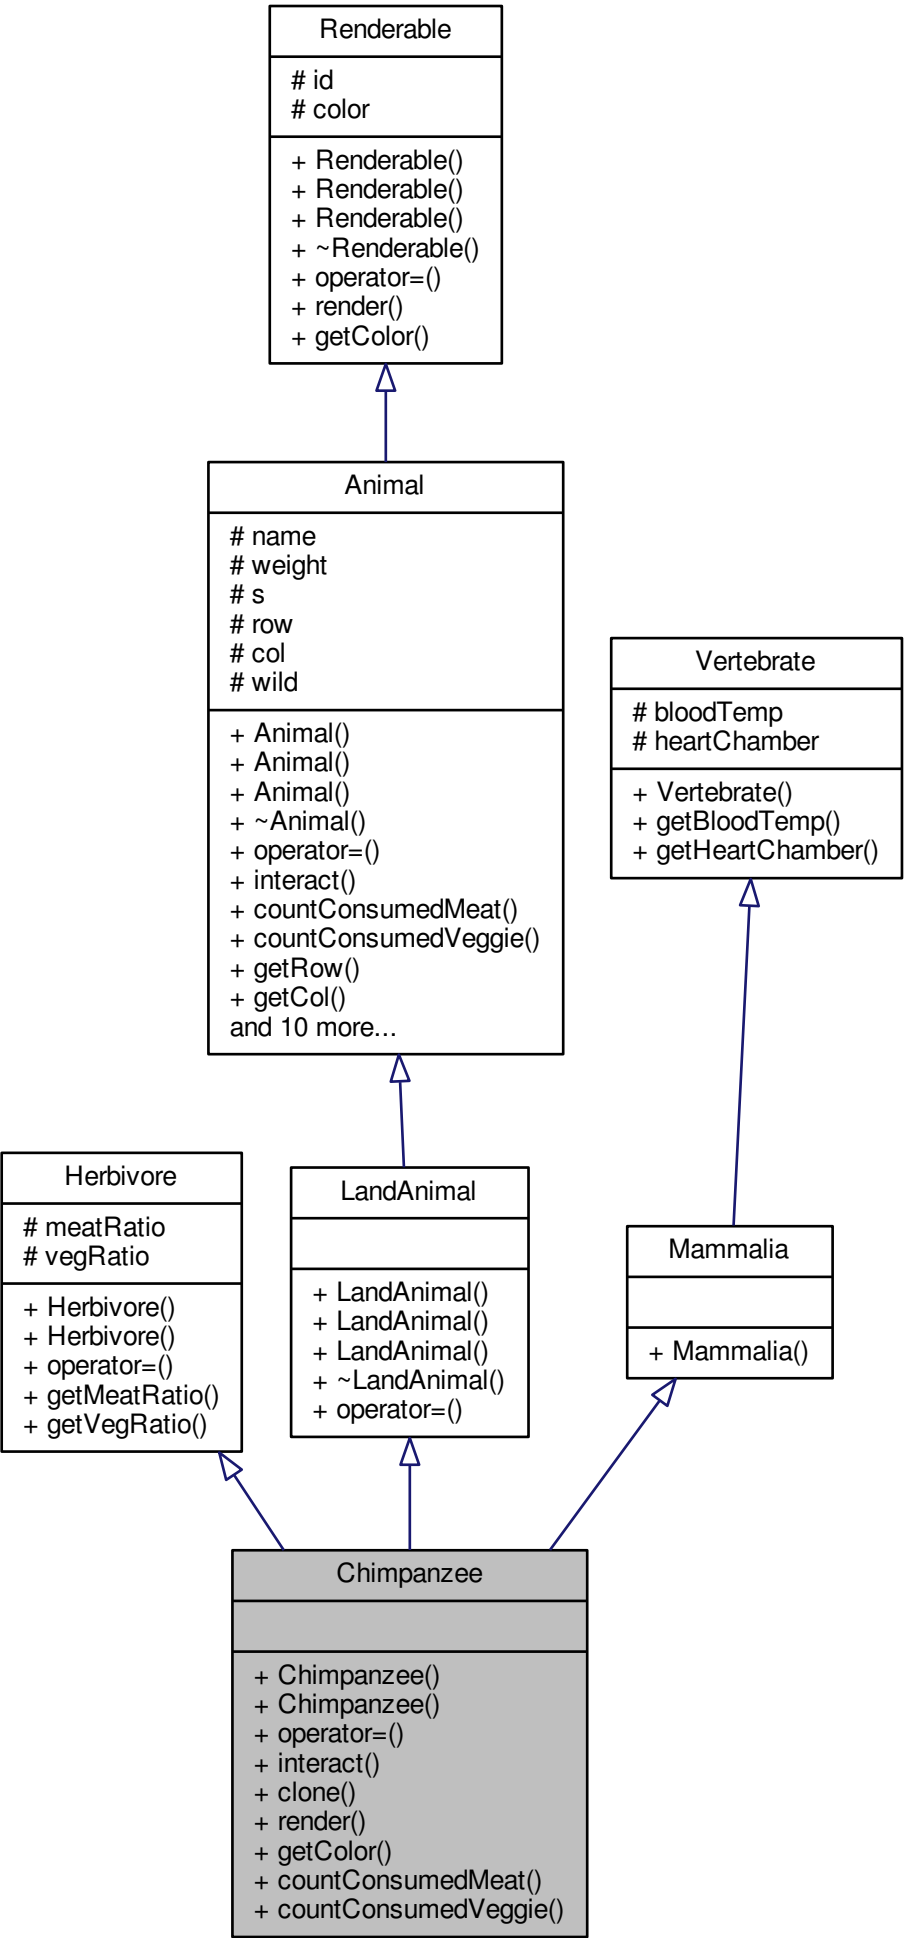 Renderable
# id
# color
+ Renderable()
+ Renderable()
+ Renderable()
+ ~Renderable()
+ operator=()
+ render()
+ getColor()
Animal
# name
# weight
# s
# row
# col
# wild
+ Animal()
+ Animal()
+ Animal()
+ ~Animal()
+ operator=()
+ interact()
+ countConsumedMeat()
+ countConsumedVeggie()
+ getRow()
+ getCol()
and 10 more...
Vertebrate
# bloodTemp
# heartChamber
+ Vertebrate()
+ getBloodTemp()
+ getHeartChamber()
Herbivore
# meatRatio
# vegRatio
+ Herbivore()
+ Herbivore()
+ operator=()
+ getMeatRatio()
+ getVegRatio()
LandAnimal
+ LandAnimal()
+ LandAnimal()
+ LandAnimal()
+ ~LandAnimal()
+ operator=()
Mammalia
+ Mammalia()
Chimpanzee
+ Chimpanzee()
+ Chimpanzee()
+ operator=()
+ interact()
+ clone()
+ render()
+ getColor()
+ countConsumedMeat()
+ countConsumedVeggie()